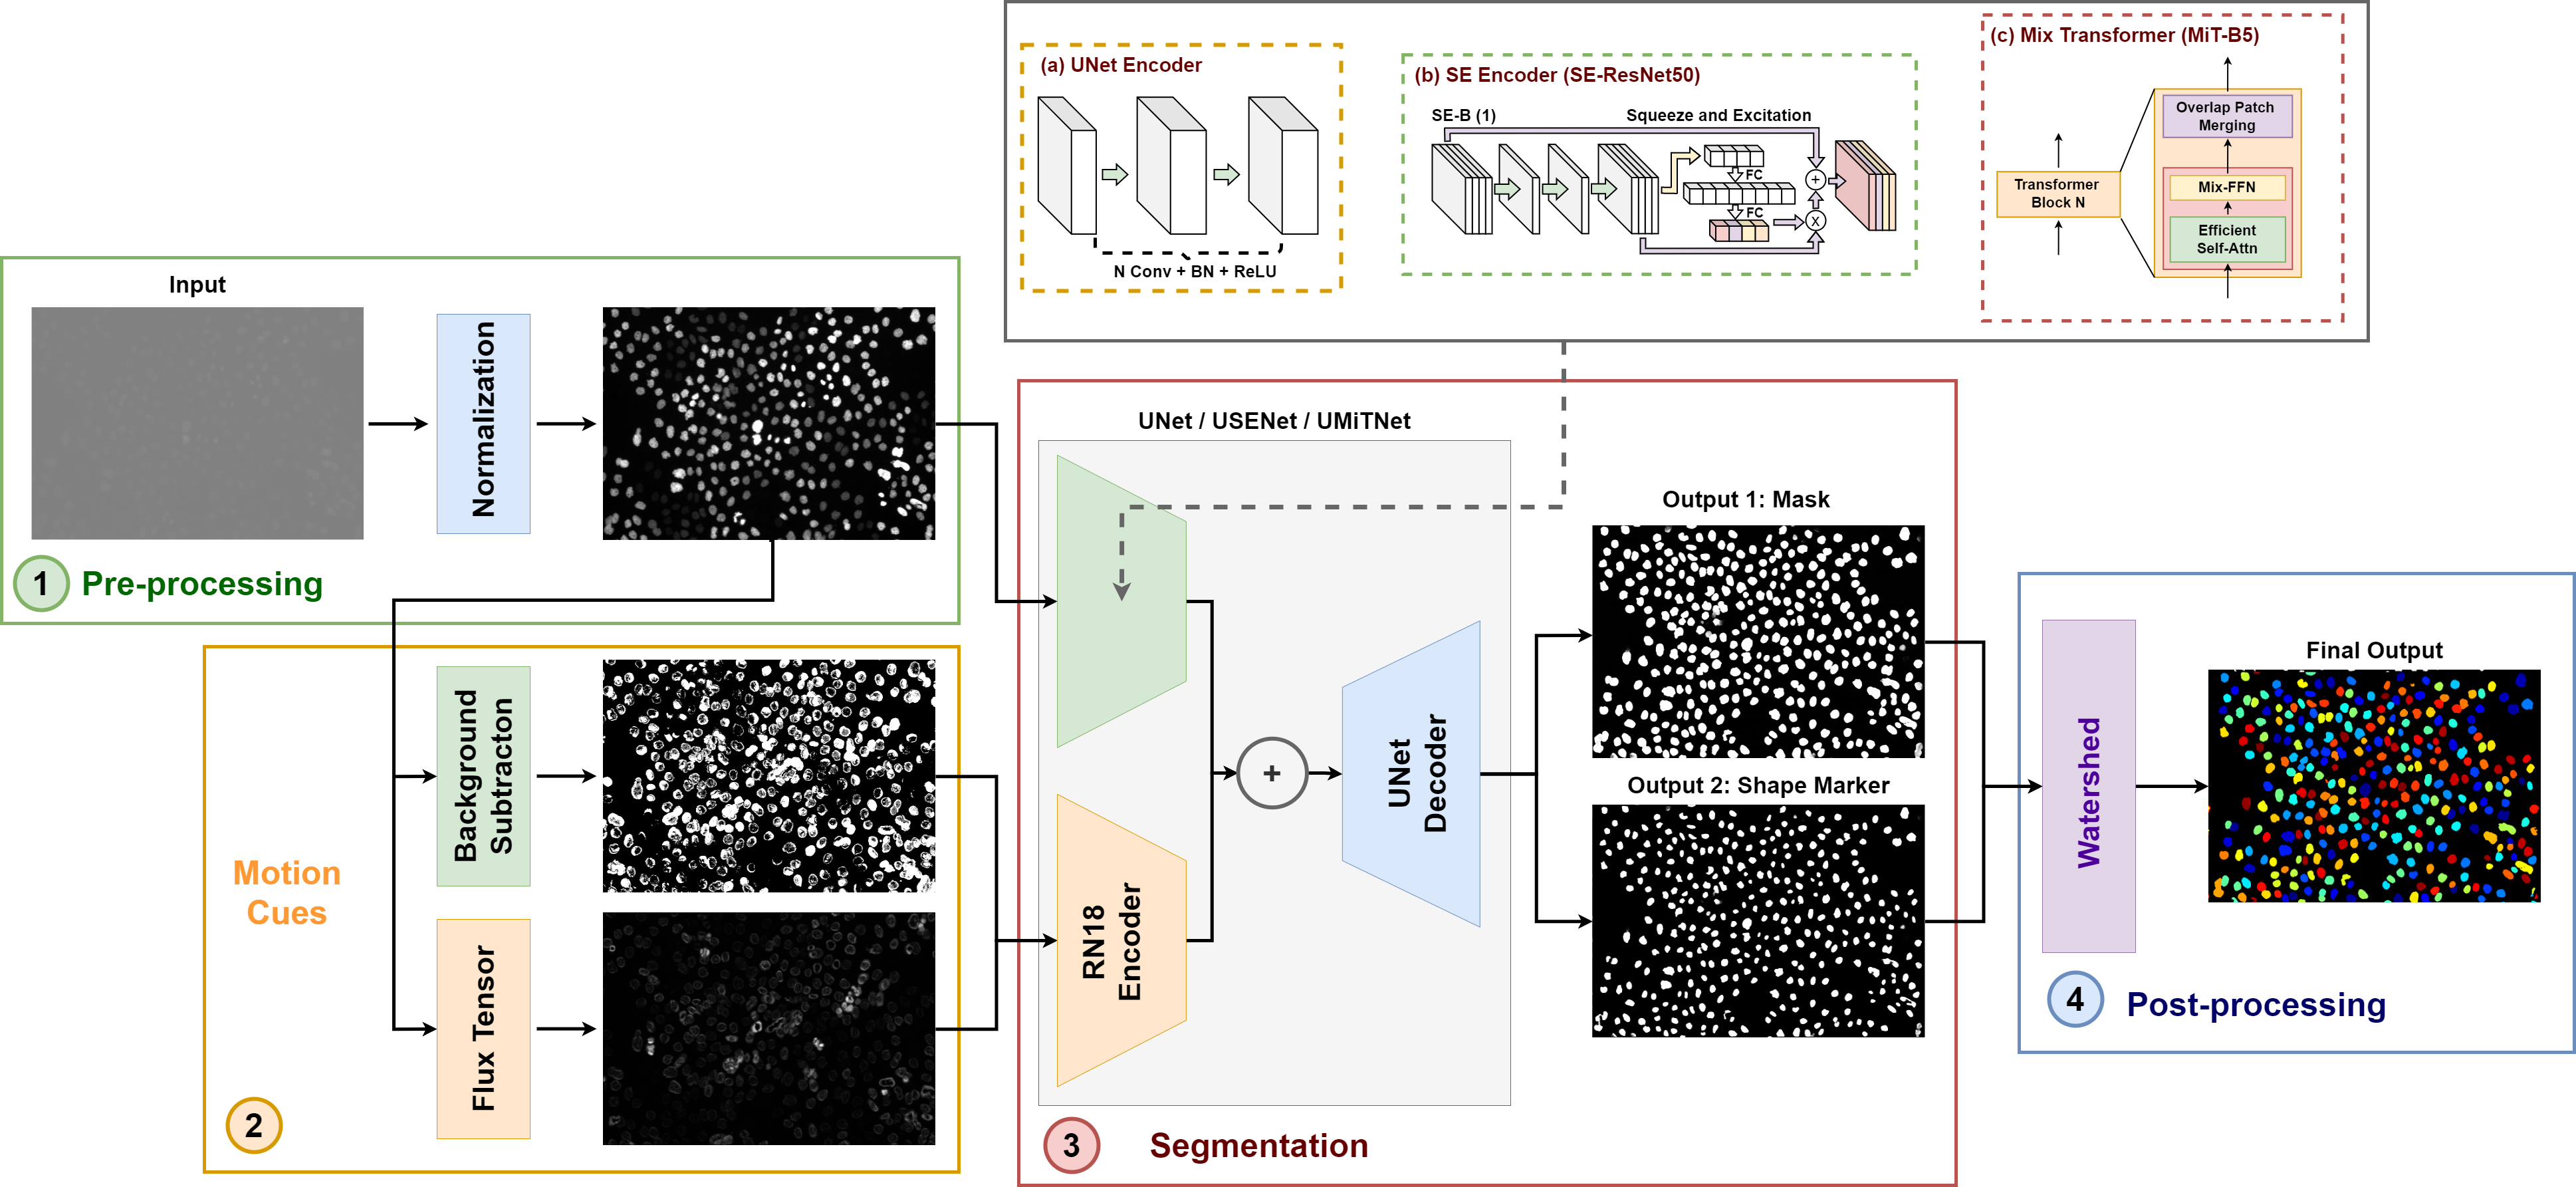 (a) UNet Encoder
N Conv + BN + ReLU
(b) SE Encoder (SE-ResNet50)
SE-B (1)
Squeeze and Excitation
FC
FC
+
X
(c) Mix Transformer (MiT-B5)
Transformer
Block N
Overlap Patch
Merging
Mix-FFN
Efficient
Self-Attn
Input
Normalization
1
Pre-processing
Background
Subtracton
Flux Tensor
Motion
Cues
2
UNet / USENet / UMiTNet
RN18
Encoder
+
UNet
Decoder
Output 1: Mask
Output 2: Shape Marker
3
Segmentation
Watershed
Final Output
4
Post-processing